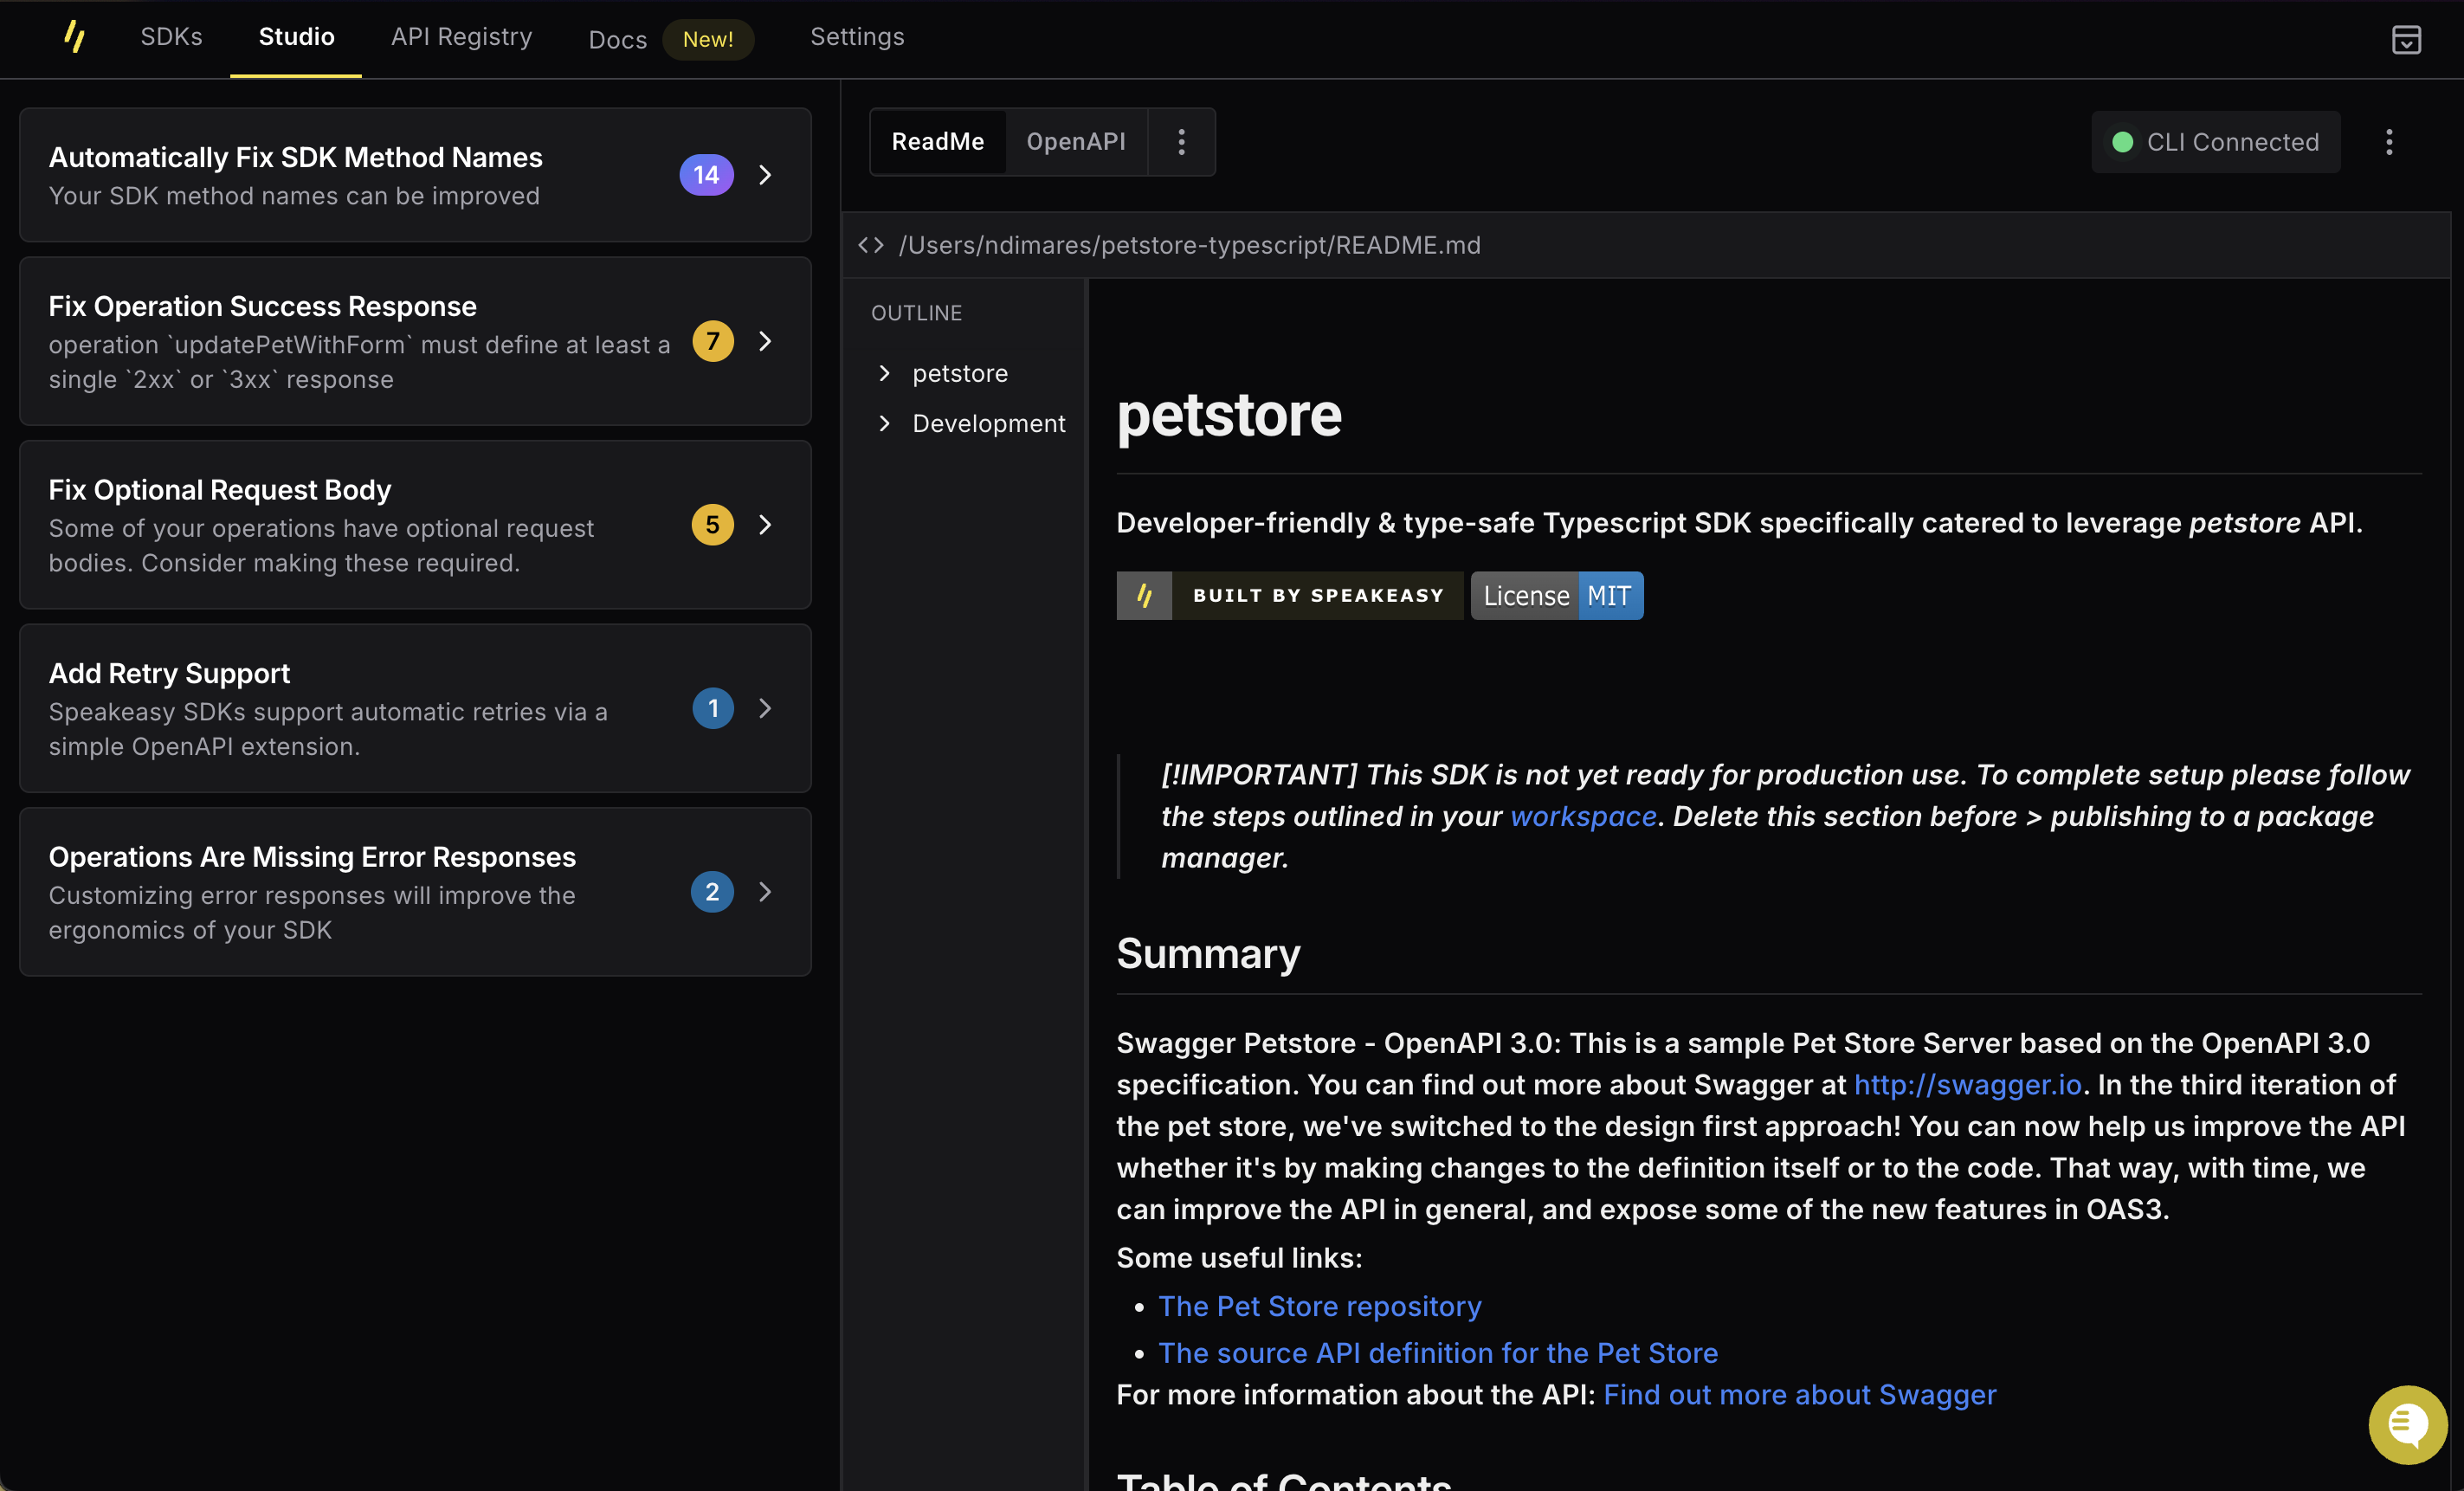 SDKs
Studio
API Registry
Docs
New!
Settings
Automatically Fix SDK Method Names
Your SDK method names can be improved
14
Fix Operation Success Response
operation `updatePetWithForm` must define at least a
single `2xx` or `3xx` response
7
Fix Optional Request Body
Some of your operations have optional request
bodies. Consider making these required.
5
Add Retry Support
Speakeasy SDKs support automatic retries via a
simple OpenAPI extension.
1
Operations Are Missing Error Responses
Customizing error responses will improve the
ergonomics of your SDK
2
ReadMe
OpenAPI
CLI Connected
/Users/ndimares/petstore-typescript/README.md
OUTLINE
petstore
Development
petstore
Developer-friendly & type-safe Typescript SDK specifically catered to leverage petstore API.
BUILT BY SPEAKEASY
License MIT
[!IMPORTANT] This SDK is not yet ready for production use. To complete setup please follow
the steps outlined in your workspace. Delete this section before > publishing to a package
manager.
Summary
Swagger Petstore - OpenAPI 3.0: This is a sample Pet Store Server based on the OpenAPI 3.0
specification. You can find out more about Swagger at http://swagger.io. In the third iteration of
the pet store, we've switched to the design first approach! You can now help us improve the API
whether it's by making changes to the definition itself or to the code. That way, with time, we
can improve the API in general, and expose some of the new features in OAS3.
Some useful links:
• The Pet Store repository
• The source API definition for the Pet Store
For more information about the API: Find out more about Swagger
Table of Contents